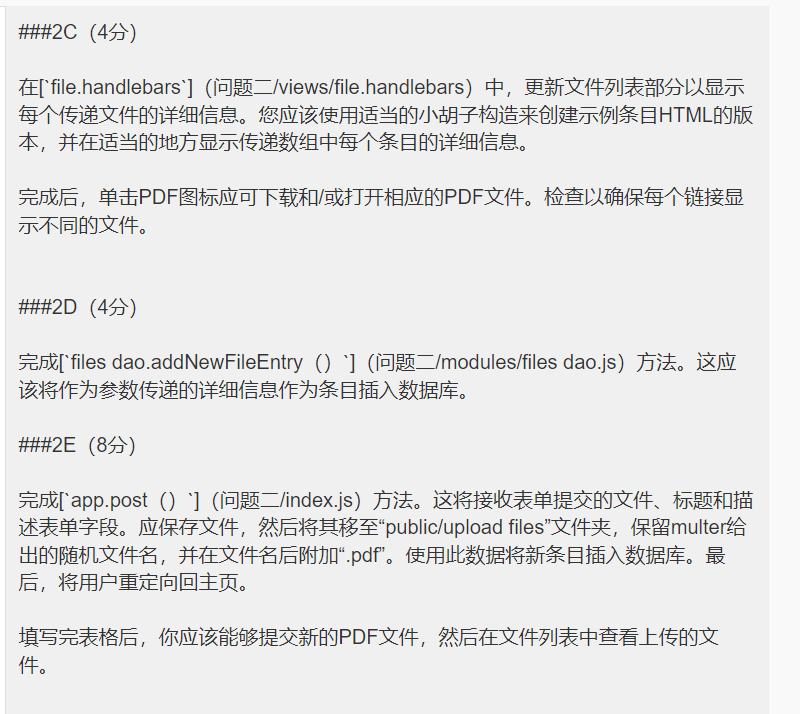 ###2C（4分）
在[`file.handlebars`]（问题二/views/file.handlebars）中，更新文件列表部分以显示
每个传递文件的详细信息。您应该使用适当的小胡子构造来创建示例条目HTML的版
本，并在适当的地方显示传递数组中每个条目的详细信息。
完成后，单击PDF图标应可下载和/或打开相应的PDF文件。检查以确保每个链接显
示不同的文件。
###2D（4分）
完成[`files dao.addNewFileEntry（）`]（问题二/modules/files dao.js）方法。这应
该将作为参数传递的详细信息作为条目插入数据库。
###2E（8分）
完成[`app.post（）`]（问题二/index.js）方法。这将接收表单提交的文件、标题和描
述表单字段。应保存文件，然后将其移至“public/upload files”文件夹，保留multer给
出的随机文件名，并在文件名后附加“.pdf”。使用此数据将新条目插入数据库。最
后，将用户重定向回主页。
填写完表格后，你应该能够提交新的PDF文件，然后在文件列表中查看上传的文
件。